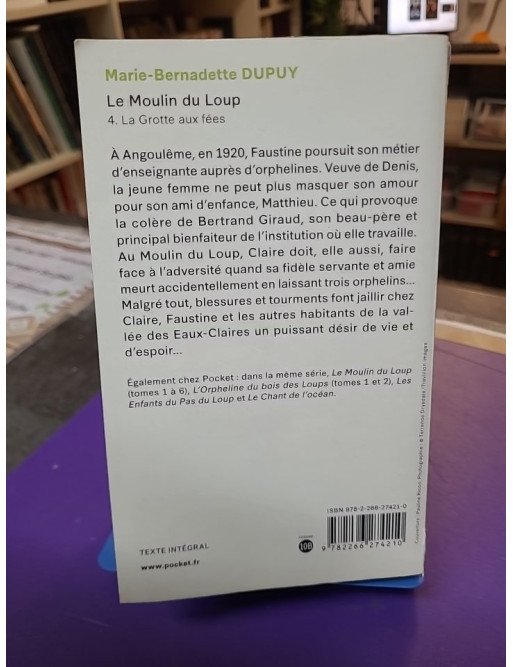 Marie-Bernadette DUPUY
Le Moulin du Loup
4. La Grotte aux fées
À Angoulême, en 1920, Faustine poursuit son métier
d'enseignante auprès d'orphelines. Veuve de Denis,
la jeune femme ne peut plus masquer son amour
pour son ami d'enfance, Matthieu. Ce qui provoque
la colère de Bertrand Giraud, son beau-père et
principal bienfaiteur de l'institution où elle travaille.
Au Moulin du Loup, Claire doit, elle aussi, faire
face à l'adversité quand sa fidèle servante et amie
meurt accidentellement en laissant trois orphelins...
Malgré tout, blessures et tourments font jaillir chez
Claire, Faustine et les autres habitants de la val-
lée des Eaux-Claires un puissant désir de vie et
d'espoir...
Également chez Pocket : dans la même série, Le Moulin du Loup
(tomes 1 à 6), L'Orpheline du bois des Loups (tomes 1 et 2), Les
Enfants du Pas du Loup et Le Chant de l'océan.
ISBN 978-2-266-27421-0
10B
9 782266 274210
TEXTE INTÉGRAL
www.pocket.fr